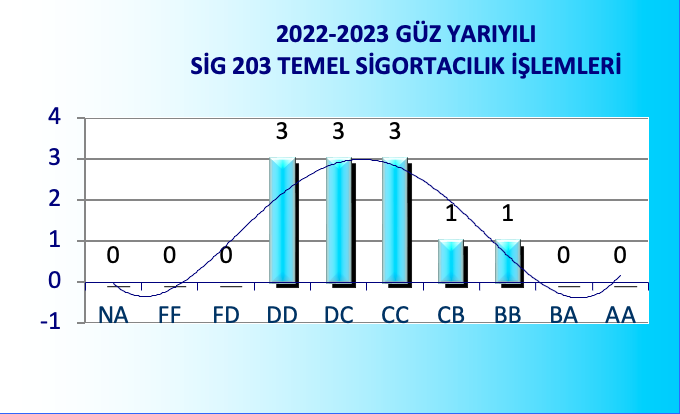 2022-2023 GÜZ YARIYILI
SİG 203 TEMEL SİGORTACILIK İŞLEMLERİ
4
3
2
1
0
-1
0 0 0 3 3 3 1 1 0 0
NA FF FD DD DC CC CB BB BA AA